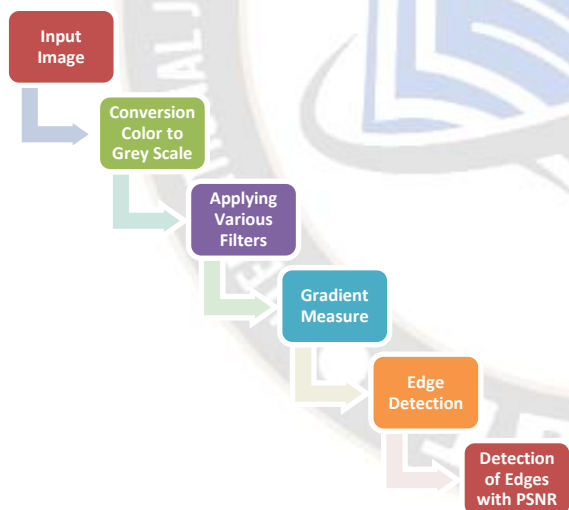 Input
Image
Conversion
Color to
Grey Scale
Applying
Various
Filters
Gradient
Measure
Edge
Detection
Detection
of Edges
with PSNR